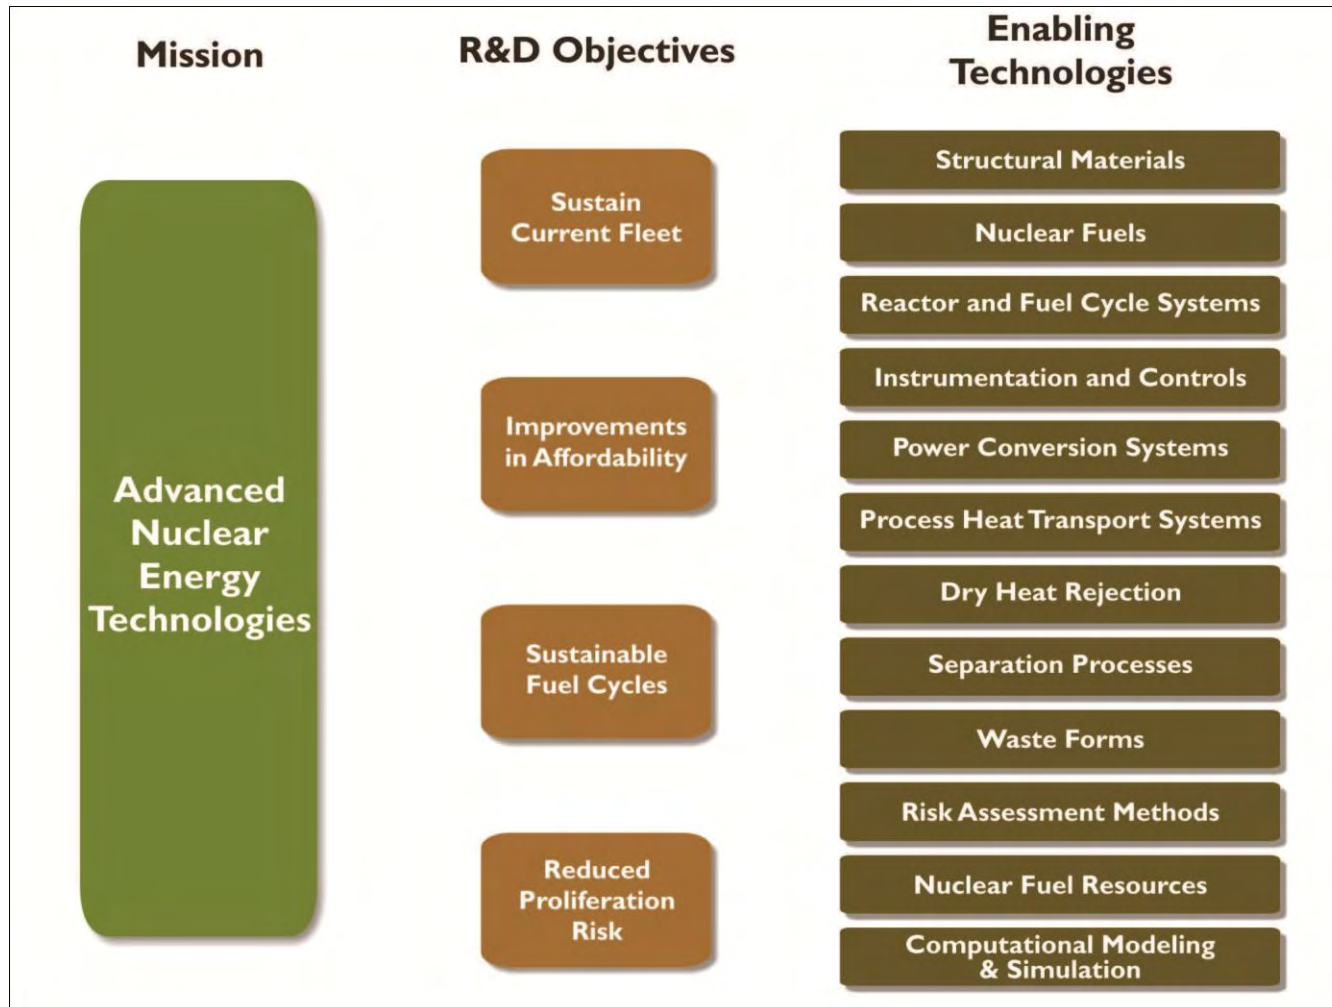 Mission
R&D Objectives
Enabling
Technologies
Advanced
Nuclear
Energy
Technologies
Sustain
Current Fleet
Improvements
in Affordability
Sustainable
Fuel Cycles
Reduced
Proliferation
Risk
Structural Materials
Nuclear Fuels
Reactor and Fuel Cycle Systems
Instrumentation and Controls
Power Conversion Systems
Process Heat Transport Systems
Dry Heat Rejection
Separation Processes
Waste Forms
Risk Assessment Methods
Nuclear Fuel Resources
Computational Modeling
& Simulation